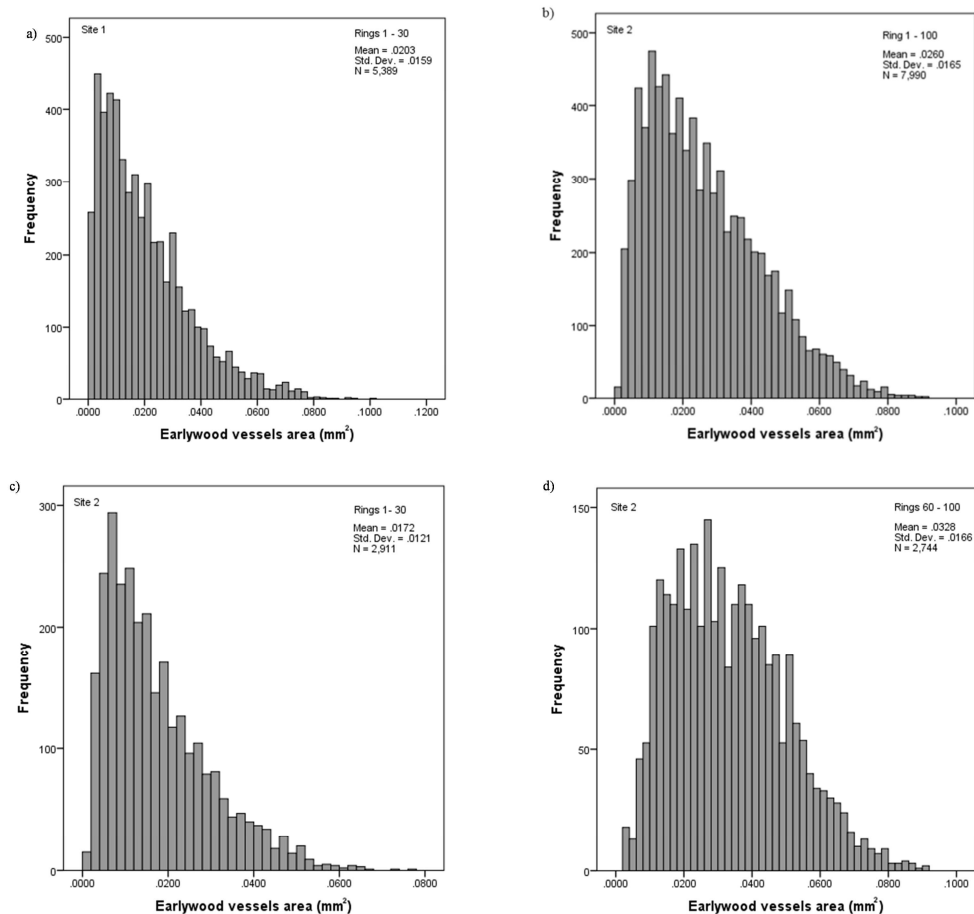 a)
Site 1
Rings 1 - 30
Mean = .0203
Std. Dev. = .0159
N = 5,389
500
400
300
200
100
0
Frequency
.0000 .0200 .0400 .0600 .0800 .1000 .1200
Earlywood vessels area (mm²)
b)
Site 2
Ring 1 - 100
Mean = .0260
Std. Dev. = .0165
N = 7,990
500
400
300
200
100
0
Frequency
.0000 .0200 .0400 .0600 .0800 .1000
Earlywood vessels area (mm²)
c)
Site 2
Rings 1- 30
Mean = .0172
Std. Dev. = .0121
N = 2,911
300
200
100
0
Frequency
.0000 .0200 .0400 .0600 .0800
Earlywood vessels area (mm²)
d)
Site 2
Rings 60 - 100
Mean = .0328
Std. Dev. = .0166
N = 2,744
150
100
50
0
Frequency
.0000 .0200 .0400 .0600 .0800 .1000
Earlywood vessels area (mm²)